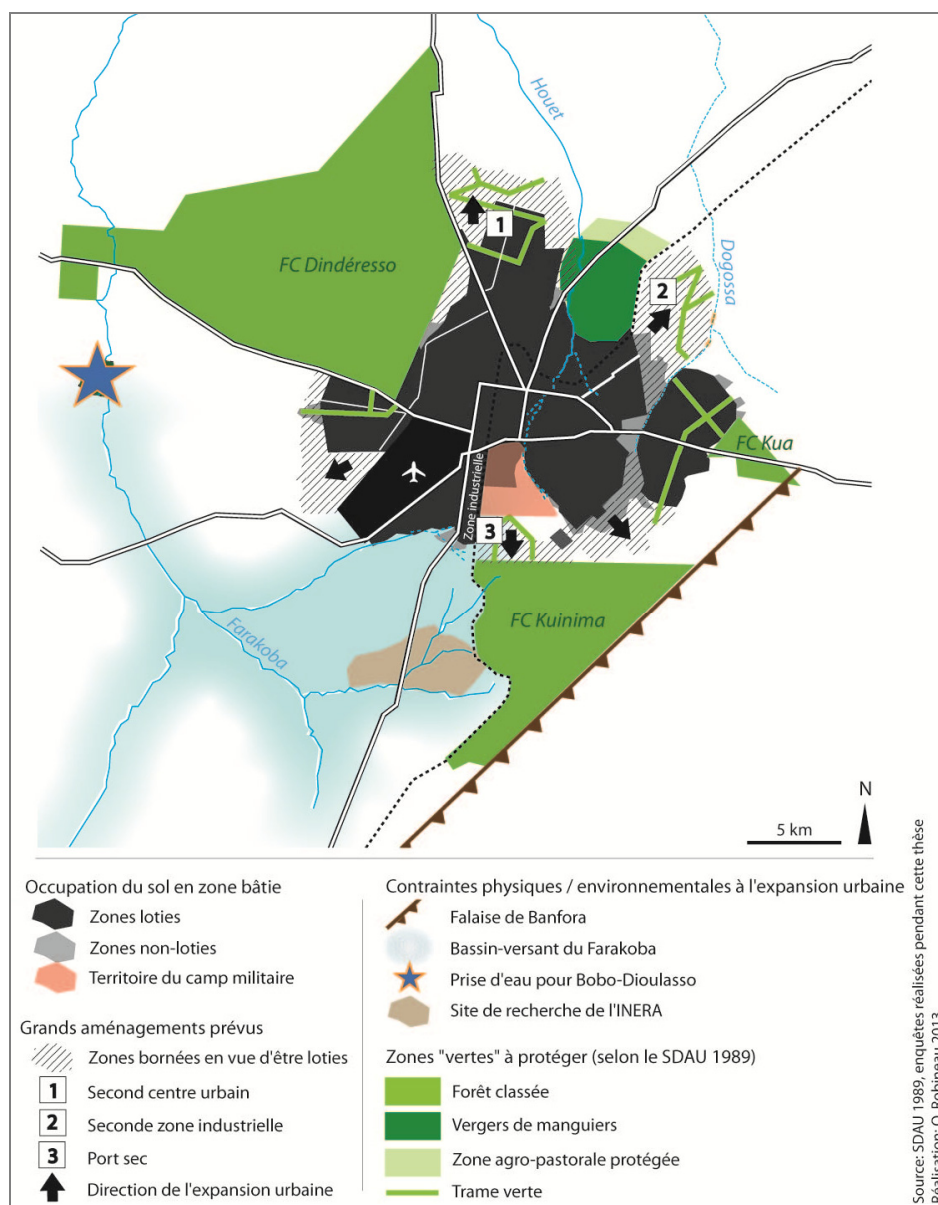 Houet
Dogossa
FC Dindéresso
1
2
FC Kua
Zone industrielle
3
FC Kuinima
Farakoba
N
5 km
Occupation du sol en zone bâtie
Zones loties
Zones non-loties
Territoire du camp militaire
Grands aménagements prévus
Zones bornées en vue d'être loties
1 Second centre urbain
2 Seconde zone industrielle
3 Port sec
Direction de l'expansion urbaine
Contraintes physiques / environnementales à l'expansion urbaine
Falaise de Banfora
Bassin-versant du Farakoba
Prise d'eau pour Bobo-Dioulasso
Site de recherche de l'INERA
Zones "vertes" à protéger (selon le SDAU 1989)
Forêt classée
Vergers de manguiers
Zone agro-pastorale protégée
Trame verte
Source: SDAU 1989, enquêtes réalisées pendant cette thèse
Réalisation: O. Robineau 2013